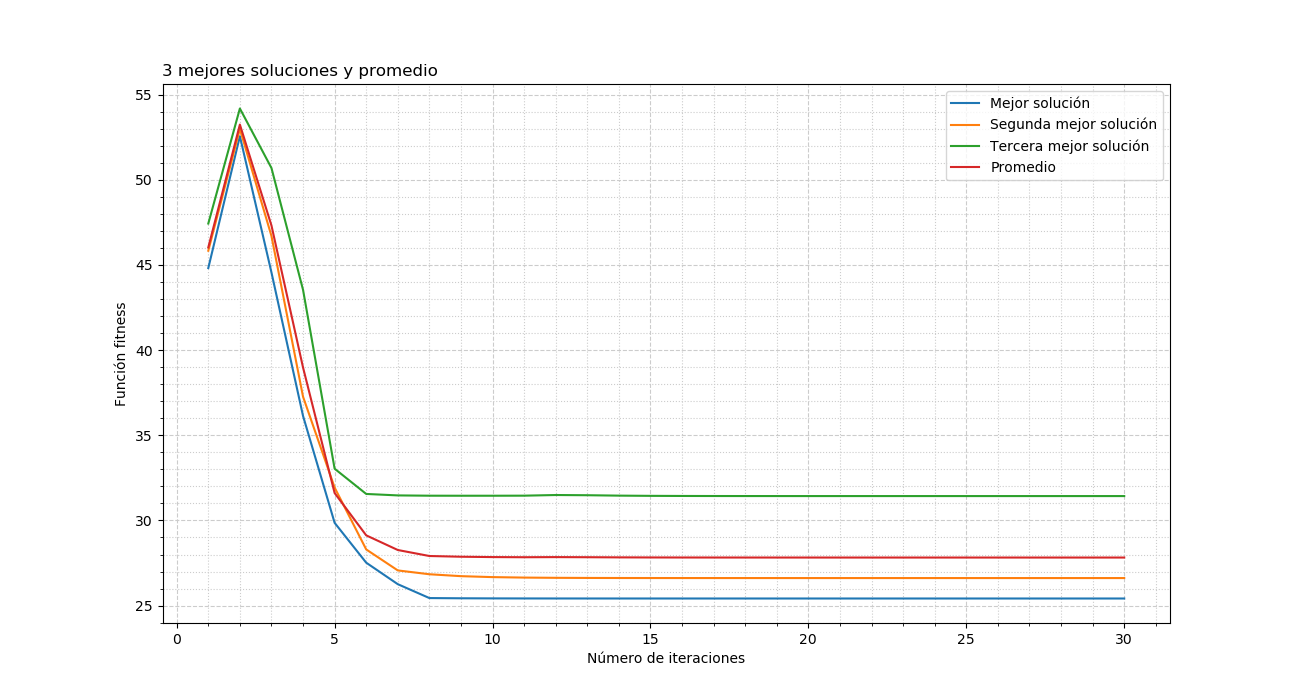 3 mejores soluciones y promedio
55
50
45
40
35
30
25
Función fitness
Mejor solución
Segunda mejor solución
Tercera mejor solución
Promedio
0 5 10 15 20 25 30
Número de iteraciones